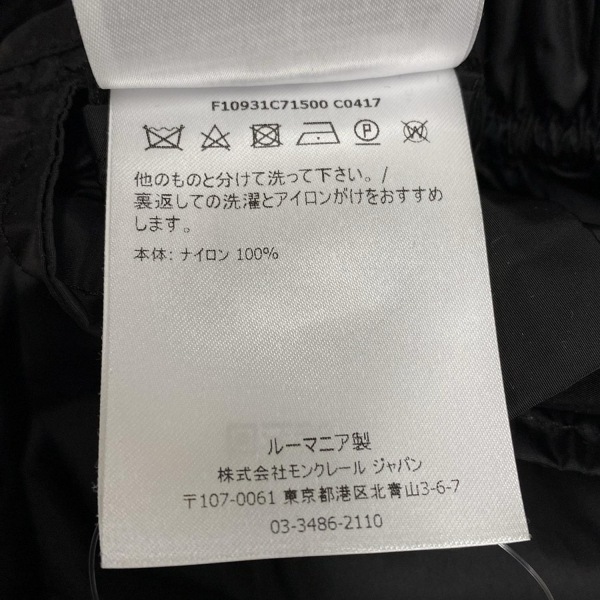 F10931C71500 C0417
P W
他のものと分けて洗って下さい。/
裏返しての洗濯とアイロンがけをおすすめ
します。
本体: ナイロン 100%
ルーマニア製
株式会社モンクレール ジャパン
〒107-0061 東京都港区北青山3-6-7
03-3486-2110